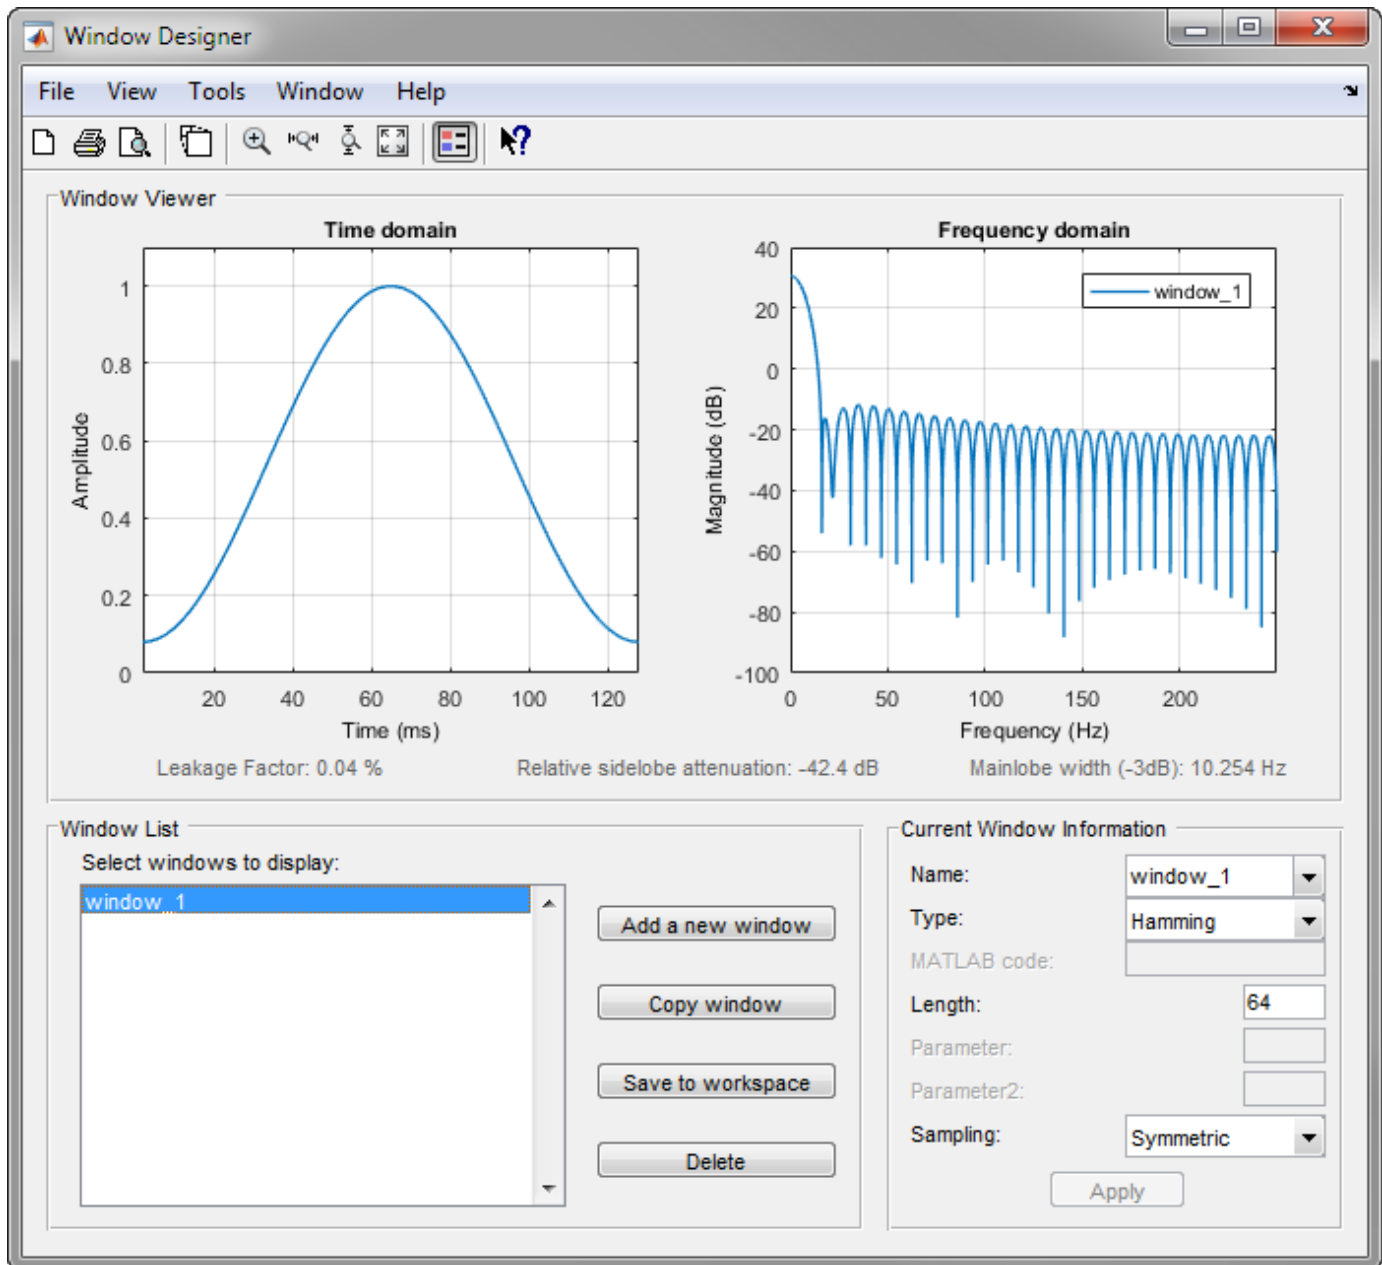 Window Designer
File View Tools Window Help
Window Viewer
Time domain
Amplitude
1
0.8
0.6
0.4
0.2
0
20 40 60 80 100 120
Time (ms)
Frequency domain
window_1
Magnitude (dB)
40
20
0
-20
-40
-60
-80
-100
0 50 100 150 200
Frequency (Hz)
Leakage Factor: 0.04 % Relative sidelobe attenuation: -42.4 dB Mainlobe width (-3dB): 10.254 Hz
Window List
Select windows to display:
window_1
Add a new window
Copy window
Save to workspace
Delete
Current Window Information
Name: window_1
Type: Hamming
MATLAB code:
Length: 64
Parameter:
Parameter2:
Sampling: Symmetric
Apply